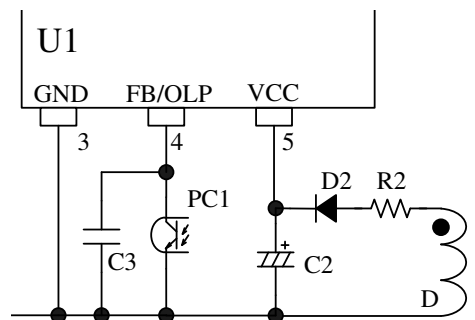 U1
GND FB/OLP VCC
3 4 5
D2 R2
PC1
C3 C2
+
D